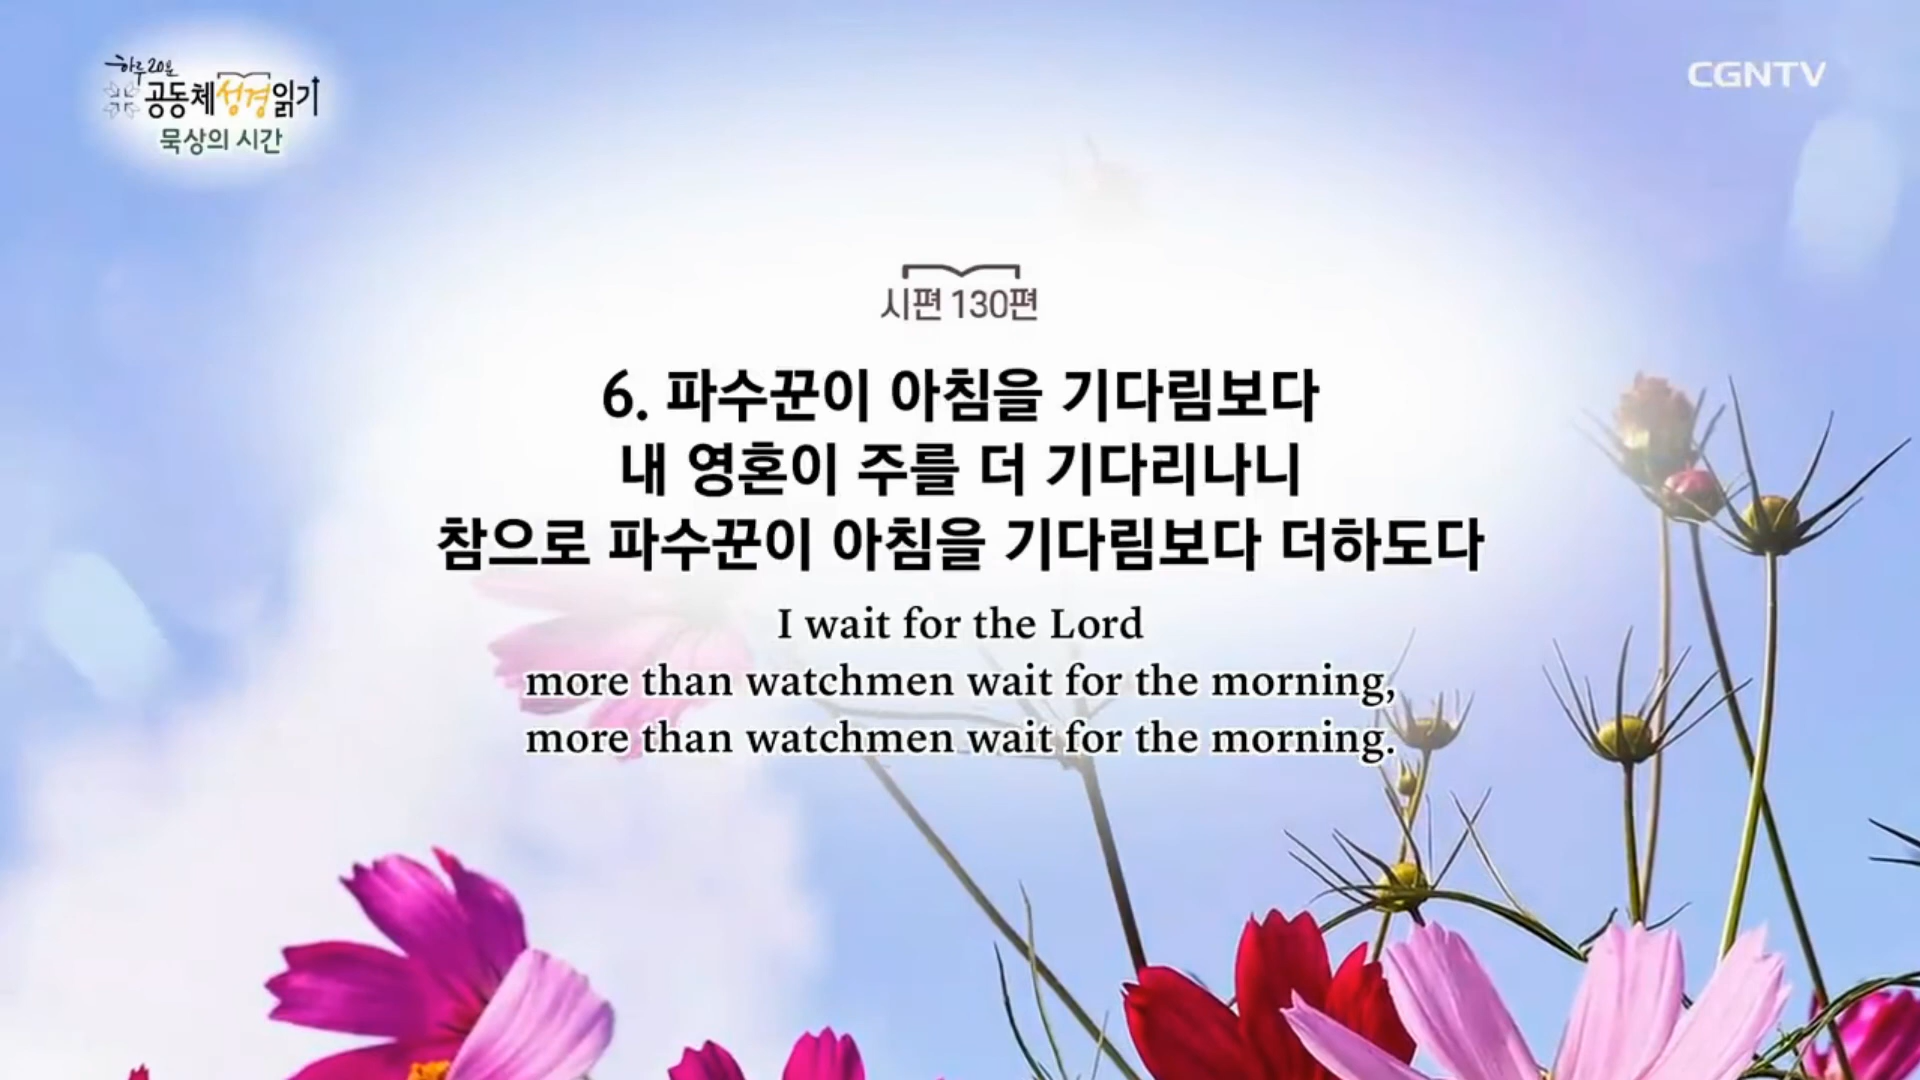 하루 20분
공동체성경읽기
묵상의 시간
CGNTV
시편 130편
6. 파수꾼이 아침을 기다림보다
내 영혼이 주를 더 기다리나니
참으로 파수꾼이 아침을 기다림보다 더하도다
I wait for the Lord
more than watchmen wait for the morning,
more than watchmen wait for the morning.